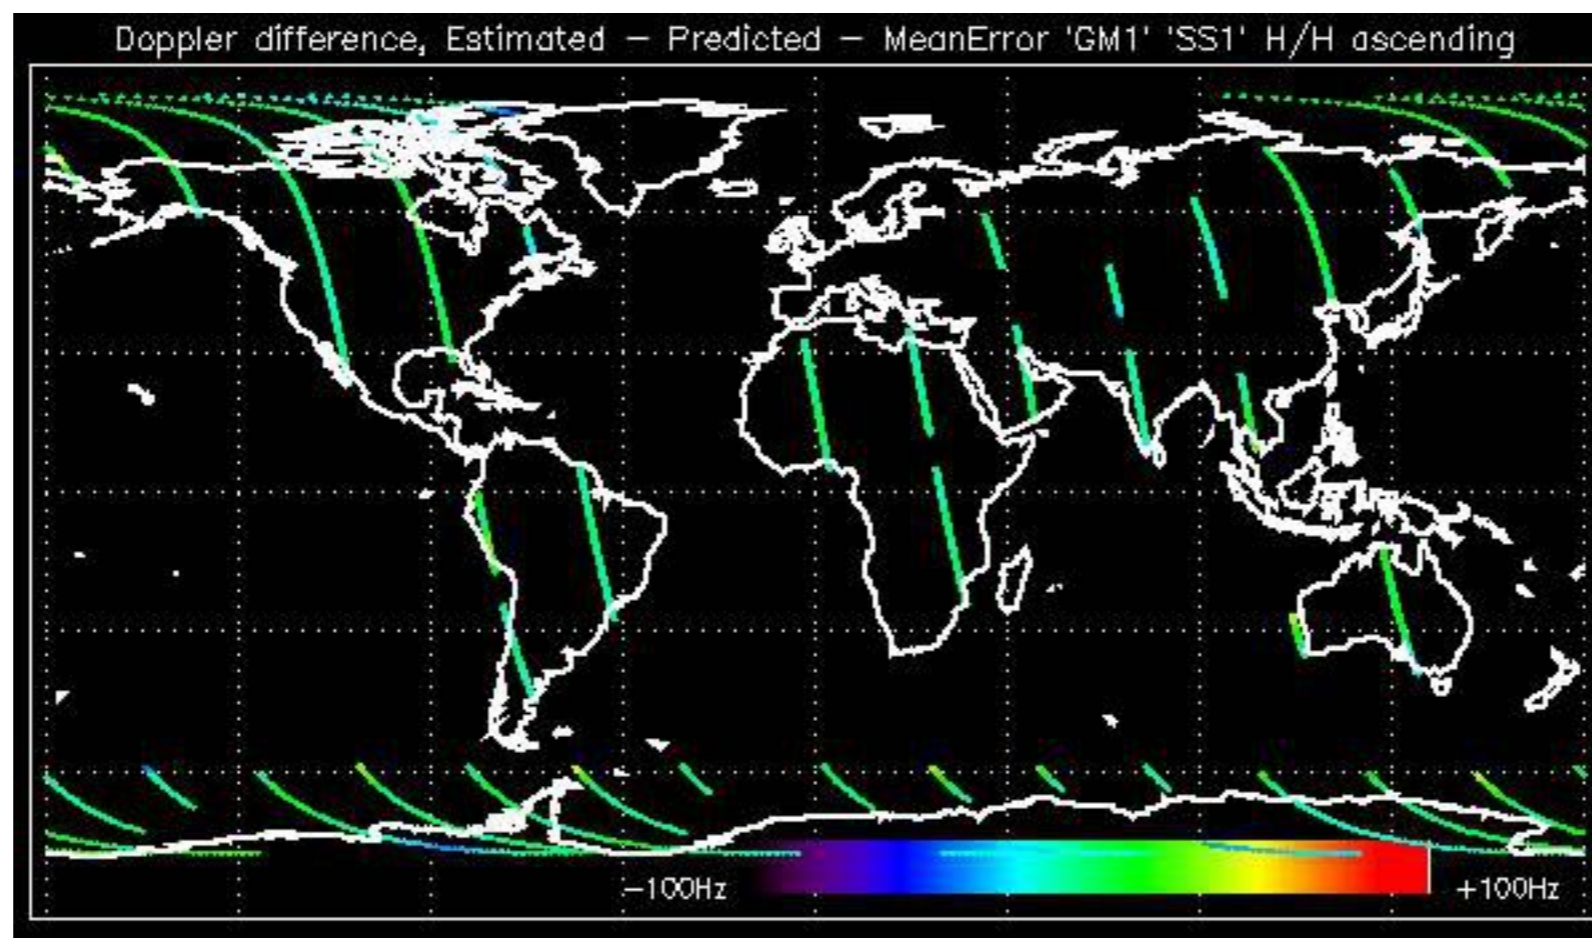 Doppler difference, Estimated – Predicted – MeanError 'GM1' 'SS1' H/H ascending
–100Hz
+100Hz